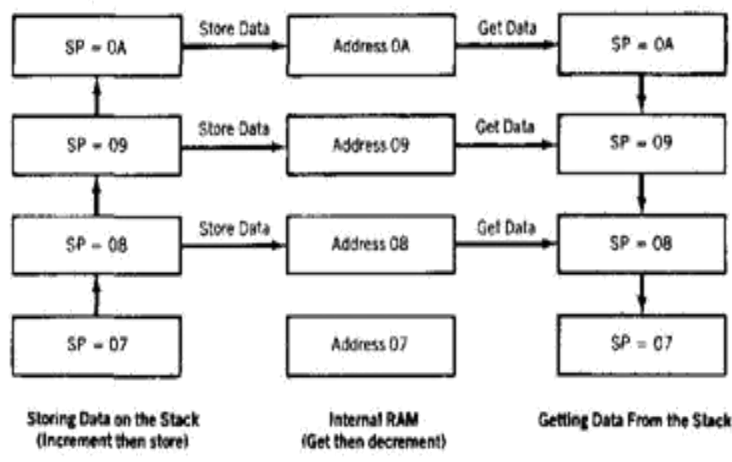 SP = 0A
Store Data
Address 0A
Get Data
SP = 0A
SP = 09
Store Data
Address 09
Get Data
SP = 09
SP = 08
Store Data
Address 08
Get Data
SP = 08
SP = 07
Address 07
SP = 07
Storing Data on the Stack
(Increment then store)
Internal RAM
(Get then decrement)
Getting Data From the Stack